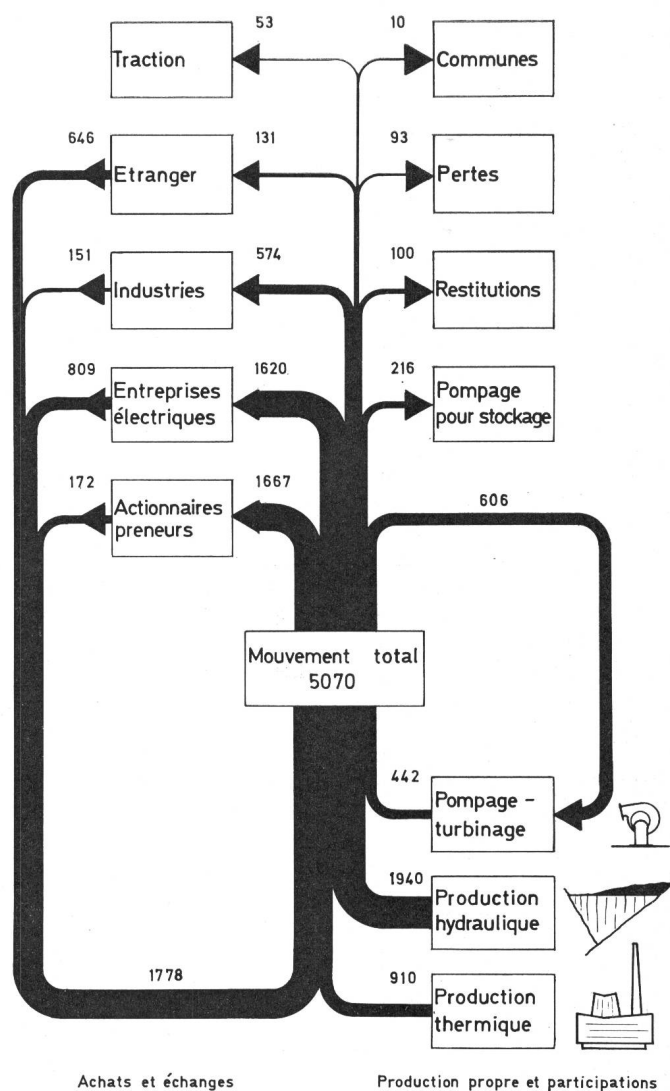 53
10
Traction
Communes
646
131
93
Etranger
Pertes
151
574
100
Industries
Restitutions
809
1620
216
Entreprises
électriques
Pompage
pour stockage
172
1667
Actionnaires
preneurs
606
Mouvement total
5070
442
Pompage –
turbinage
1940
Production
hydraulique
1778
910
Production
thermique
Achats et échanges
Production propre et participations